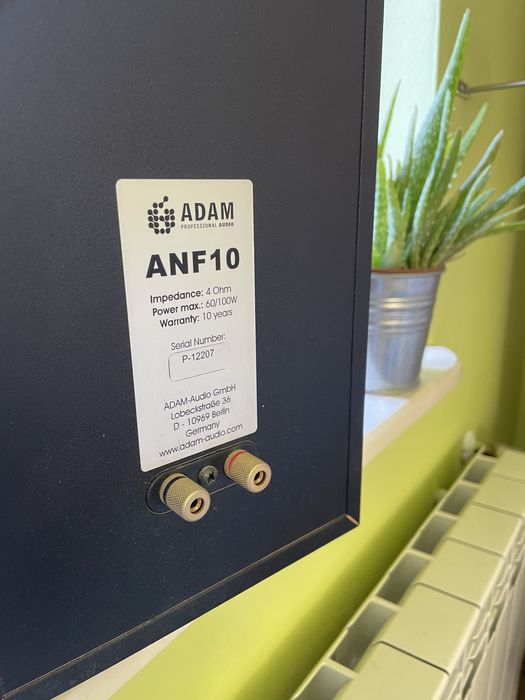 ADAM
PROFESSIONAL AUDIO
ANF10
Impedance: 4 Ohm
Power max.: 60/100W
Warranty: 10 years
Serial Number:
P-12207
ADAM-Audio GmbH
Lobeckstraße 36
D - 10969 Berlin
Germany
www.adam-audio.com